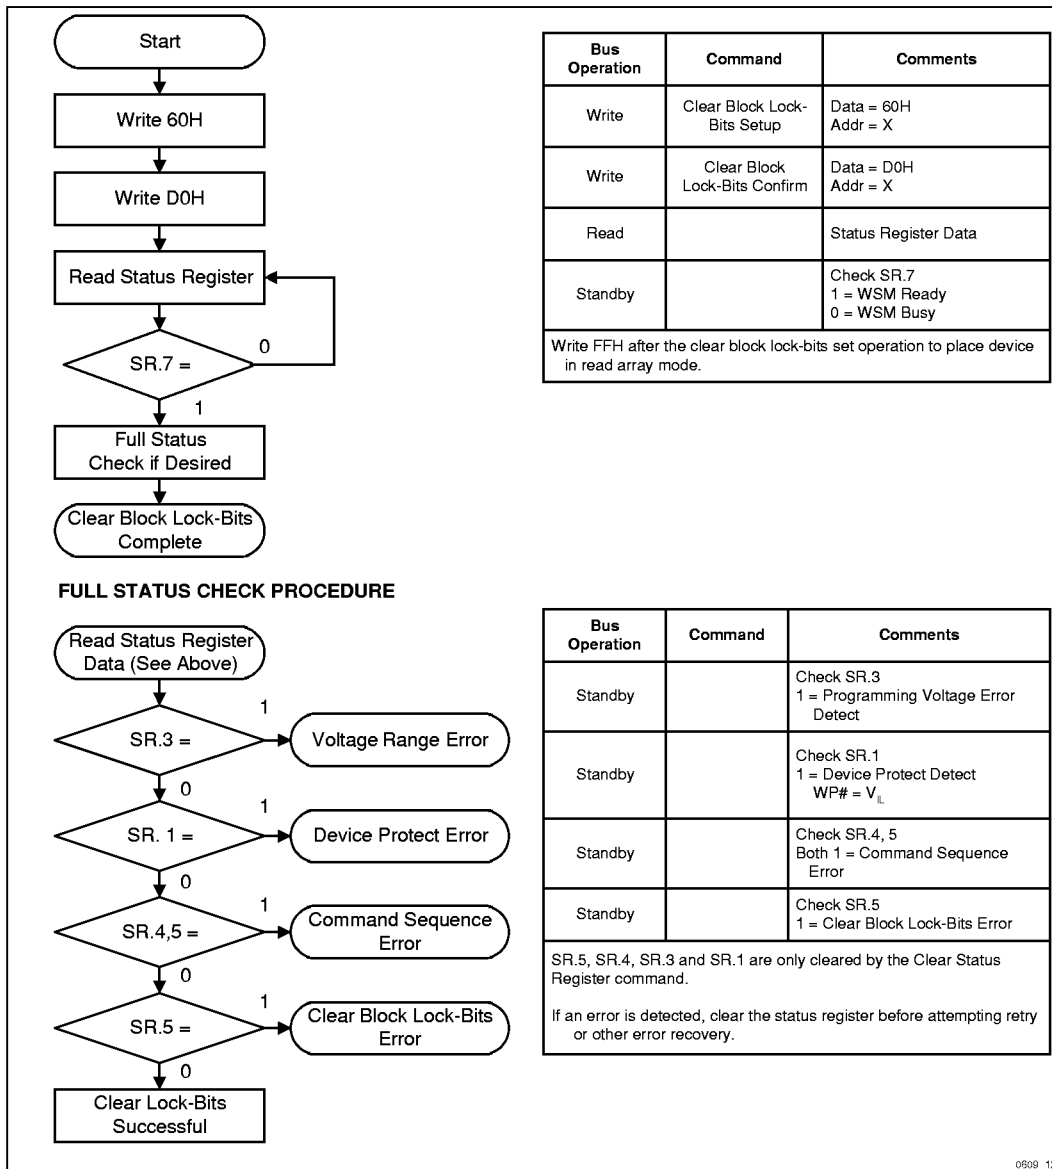 Start
Write 60H
Write D0H
Read Status Register
SR.7 =
0
1
Full Status
Check if Desired
Clear Block Lock-Bits
Complete
Bus
Operation
Command
Comments
Write
Clear Block Lock-
Bits Setup
Data = 60H
Addr = X
Write
Clear Block
Lock-Bits Confirm
Data = D0H
Addr = X
Read
Status Register Data
Standby
Check SR.7
1 = WSM Ready
0 = WSM Busy
Write FFH after the clear block lock-bits set operation to place device
in read array mode.
FULL STATUS CHECK PROCEDURE
Read Status Register
Data (See Above)
SR.3 =
1
Voltage Range Error
0
SR. 1 =
1
Device Protect Error
0
SR.4,5 =
1
Command Sequence
Error
0
SR.5 =
1
Clear Block Lock-Bits
Error
0
Clear Lock-Bits
Successful
Bus
Operation
Command
Comments
Standby
Check SR.3
1 = Programming Voltage Error
Detect
Standby
Check SR.1
1 = Device Protect Detect
WP# = VIL
Standby
Check SR.4, 5
Both 1 = Command Sequence
Error
Standby
Check SR.5
1 = Clear Block Lock-Bits Error
SR.5, SR.4, SR.3 and SR.1 are only cleared by the Clear Status
Register command.
If an error is detected, clear the status register before attempting retry
or other error recovery.